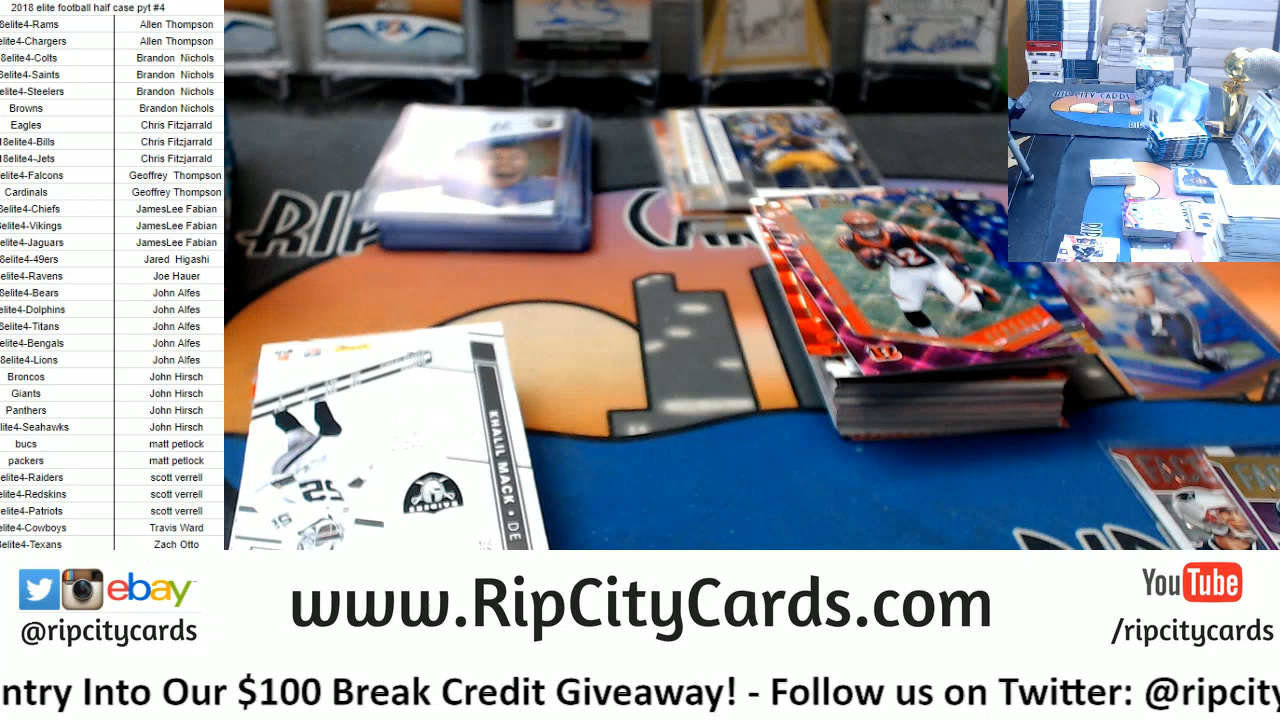 2018 elite football half case pyt #4
8elite4-Rams Allen Thompson
elite4-Chargers Allen Thompson
8elite4-Colts Brandon Nichols
8elite4-Saints Brandon Nichols
8elite4-Steelers Brandon Nichols
Browns Brandon Nichols
Eagles Chris Fitzjarrald
18elite4-Bills Chris Fitzjarrald
18elite4-Jets Chris Fitzjarrald
elite4-Falcons Geoffrey Thompson
Cardinals Geoffrey Thompson
8elite4-Chiefs JamesLee Fabian
elite4-Vikings JamesLee Fabian
elite4-Jaguars JamesLee Fabian
8elite4-49ers Jared Higashi
elite4-Ravens Joe Hauer
8elite4-Bears John Alfes
elite4-Dolphins John Alfes
8elite4-Titans John Alfes
elite4-Bengals John Alfes
8elite4-Lions John Alfes
Broncos John Hirsch
Giants John Hirsch
Panthers John Hirsch
lite4-Seahawks John Hirsch
bucs matt petlock
packers matt petlock
elite4-Raiders scott verrell
elite4-Redskins scott verrell
elite4-Patriots scott verrell
elite4-Cowboys Travis Ward
8elite4-Texans Zach Otto
RIP
RIP CITY CARDS
KHALIL MACK • DE
FACE
ebay
@ripcitycards
www.RipCityCards.com
YouTube
/ripcitycards
ntry Into Our $100 Break Credit Giveaway! - Follow us on Twitter: @ripcity